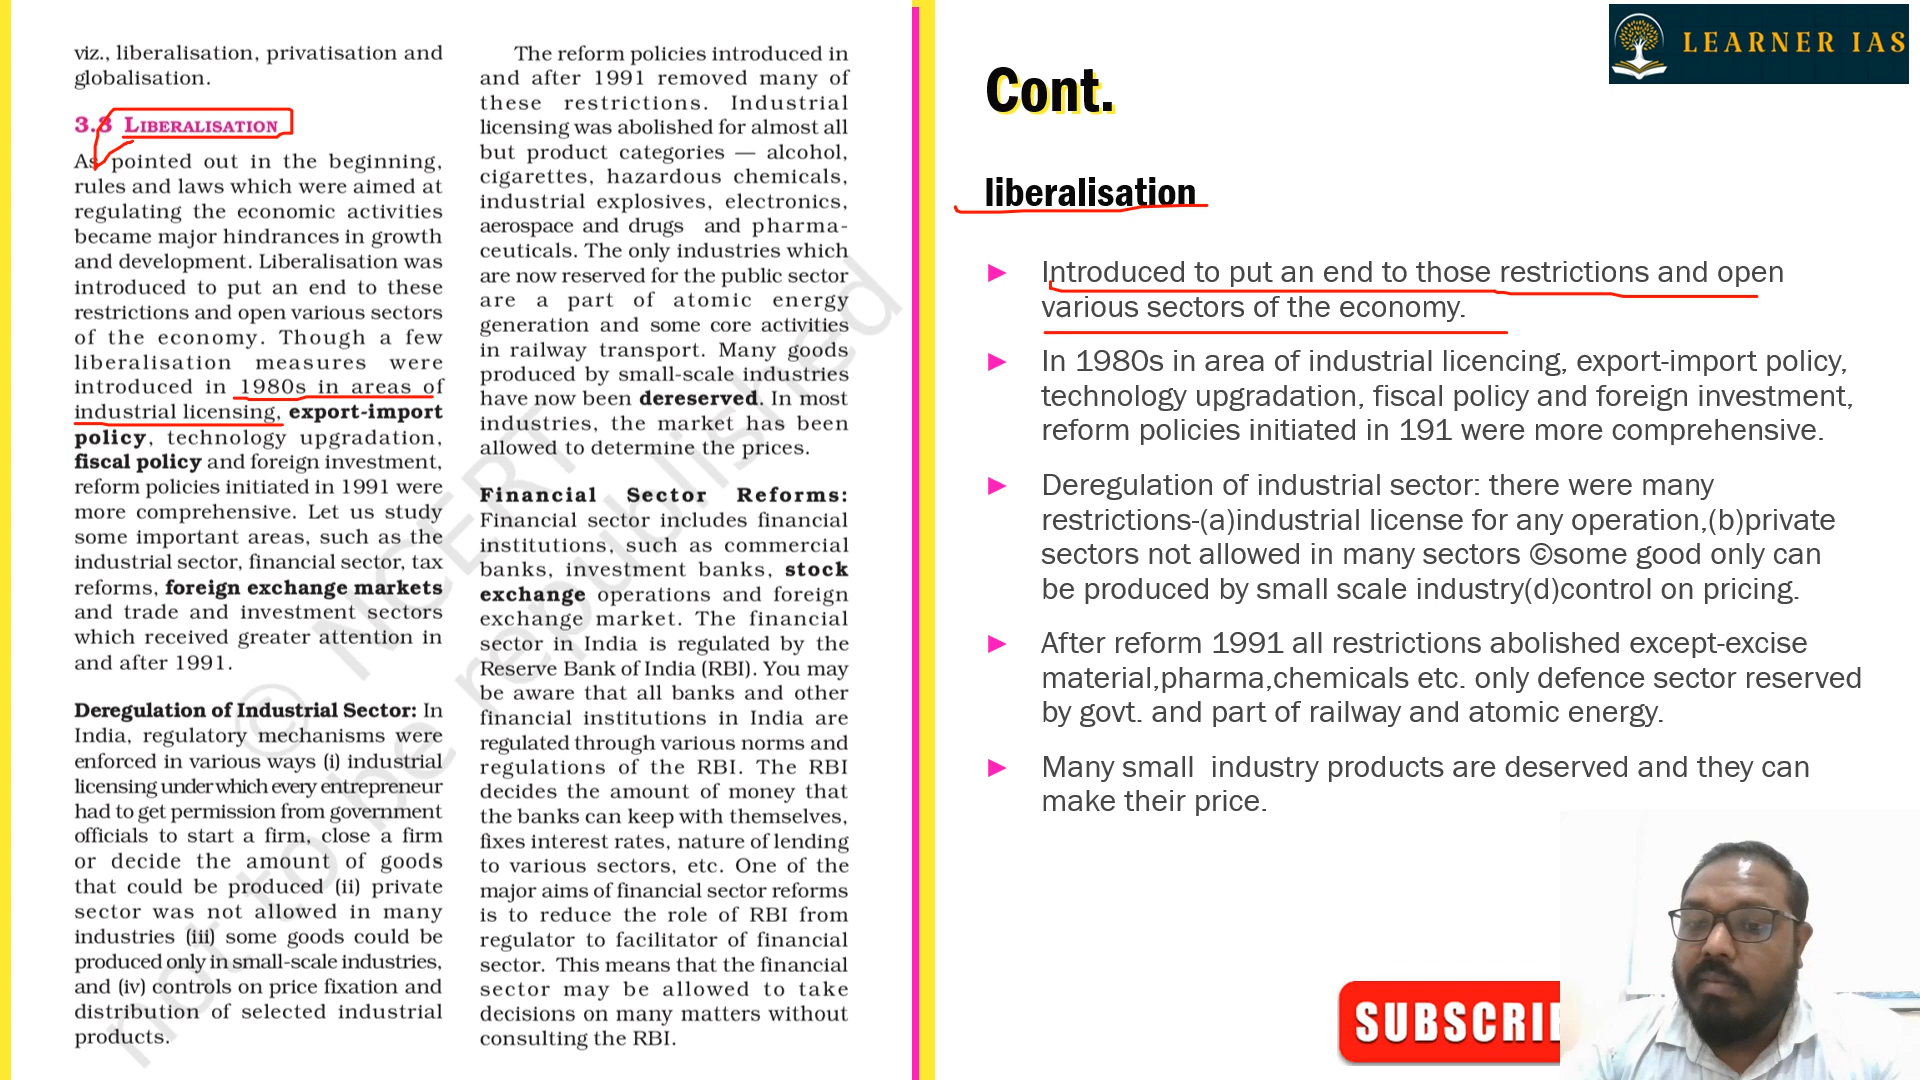 viz., liberalisation, privatisation and
globalisation.
3.3 LIBERALISATION
As pointed out in the beginning,
rules and laws which were aimed at
regulating the economic activities
became major hindrances in growth
and development. Liberalisation was
introduced to put an end to these
restrictions and open various sectors
of the economy. Though a few
liberalisation measures were
introduced in 1980s in areas of
industrial licensing, export-import
policy, technology upgradation,
fiscal policy and foreign investment,
reform policies initiated in 1991 were
more comprehensive. Let us study
some important areas, such as the
industrial sector, financial sector, tax
reforms, foreign exchange markets
and trade and investment sectors
which received greater attention in
and after 1991.
Deregulation of Industrial Sector: In
India, regulatory mechanisms were
enforced in various ways (i) industrial
licensing under which every entrepreneur
had to get permission from government
officials to start a firm, close a firm
or decide the amount of goods
that could be produced (ii) private
sector was not allowed in many
industries (iii) some goods could be
produced only in small-scale industries,
and (iv) controls on price fixation and
distribution of selected industrial
products.
The reform policies introduced in
and after 1991 removed many of
these restrictions. Industrial
licensing was abolished for almost all
but product categories — alcohol,
cigarettes, hazardous chemicals,
industrial explosives, electronics,
aerospace and drugs and pharma-
ceuticals. The only industries which
are now reserved for the public sector
are a part of atomic energy
generation and some core activities
in railway transport. Many goods
produced by small-scale industries
have now been dereserved. In most
industries, the market has been
allowed to determine the prices.
Financial Sector Reforms:
Financial sector includes financial
institutions, such as commercial
banks, investment banks, stock
exchange operations and foreign
exchange market. The financial
sector in India is regulated by the
Reserve Bank of India (RBI). You may
be aware that all banks and other
financial institutions in India are
regulated through various norms and
regulations of the RBI. The RBI
decides the amount of money that
the banks can keep with themselves,
fixes interest rates, nature of lending
to various sectors, etc. One of the
major aims of financial sector reforms
is to reduce the role of RBI from
regulator to facilitator of financial
sector. This means that the financial
sector may be allowed to take
decisions on many matters without
consulting the RBI.
© NCERT
not to be republished
LEARNER IAS
Cont.
liberalisation
Introduced to put an end to those restrictions and open
various sectors of the economy.
In 1980s in area of industrial licencing, export-import policy,
technology upgradation, fiscal policy and foreign investment,
reform policies initiated in 191 were more comprehensive.
Deregulation of industrial sector: there were many
restrictions-(a)industrial license for any operation,(b)private
sectors not allowed in many sectors ©some good only can
be produced by small scale industry(d)control on pricing.
After reform 1991 all restrictions abolished except-excise
material,pharma,chemicals etc. only defence sector reserved
by govt. and part of railway and atomic energy.
Many small industry products are deserved and they can
make their price.
SUBSCRI